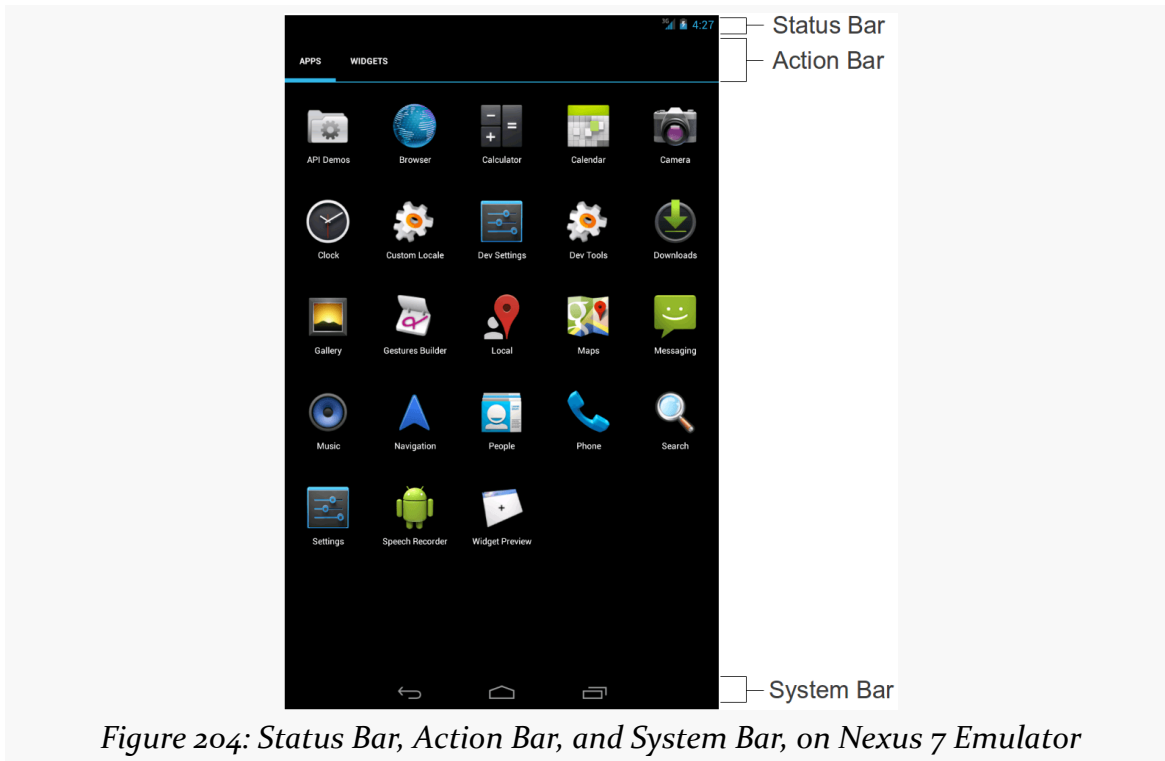 3G 4:27
Status Bar
Action Bar
APPS WIDGETS
API Demos Browser Calculator Calendar Camera
Clock Custom Locale Dev Settings Dev Tools Downloads
Gallery Gestures Builder Local Maps Messaging
Music Navigation People Phone Search
Settings Speech Recorder Widget Preview
System Bar
Figure 204: Status Bar, Action Bar, and System Bar, on Nexus 7 Emulator